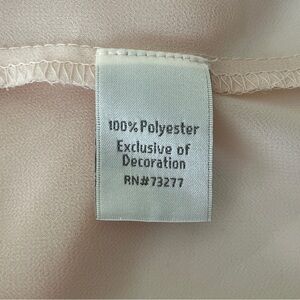 100% Polyester
Exclusive of
Decoration
RN#73277